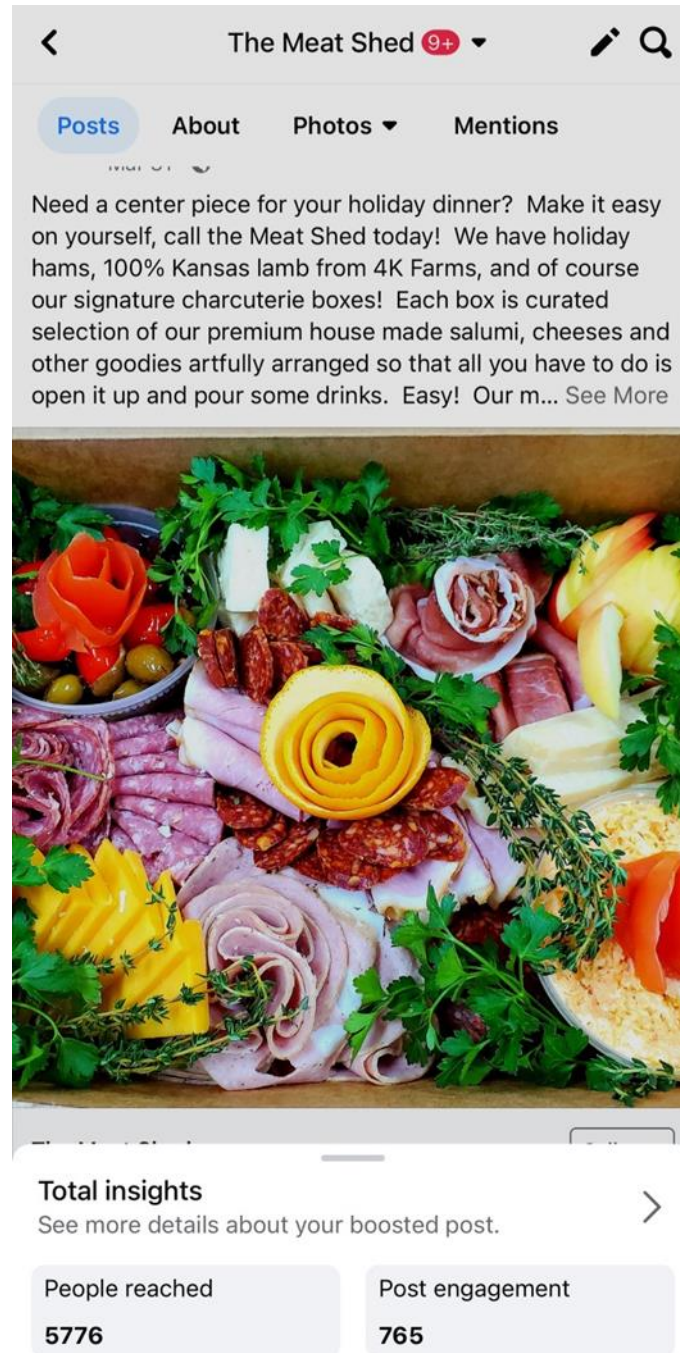 The Meat Shed 9+
Posts About Photos Mentions
Need a center piece for your holiday dinner? Make it easy
on yourself, call the Meat Shed today! We have holiday
hams, 100% Kansas lamb from 4K Farms, and of course
our signature charcuterie boxes! Each box is curated
selection of our premium house made salumi, cheeses and
other goodies artfully arranged so that all you have to do is
open it up and pour some drinks. Easy! Our m... See More
Total insights
See more details about your boosted post.
People reached Post engagement
5776 765